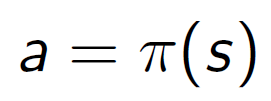 a = π(s)